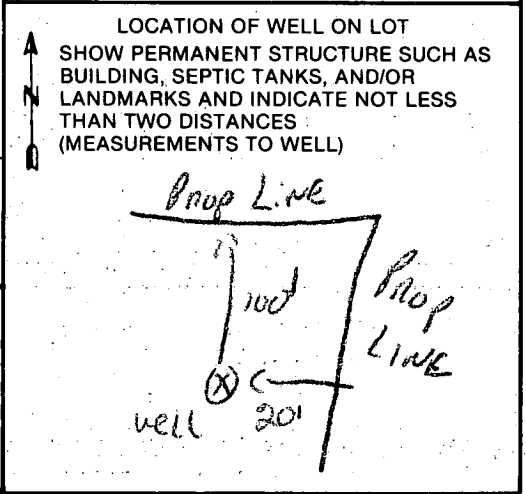 LOCATION OF WELL ON LOT
SHOW PERMANENT STRUCTURE SUCH AS
BUILDING, SEPTIC TANKS, AND/OR
N LANDMARKS AND INDICATE NOT LESS
THAN TWO DISTANCES
(MEASUREMENTS TO WELL)
Prop LiNE
100'
Prop
LINE
X
well 20'